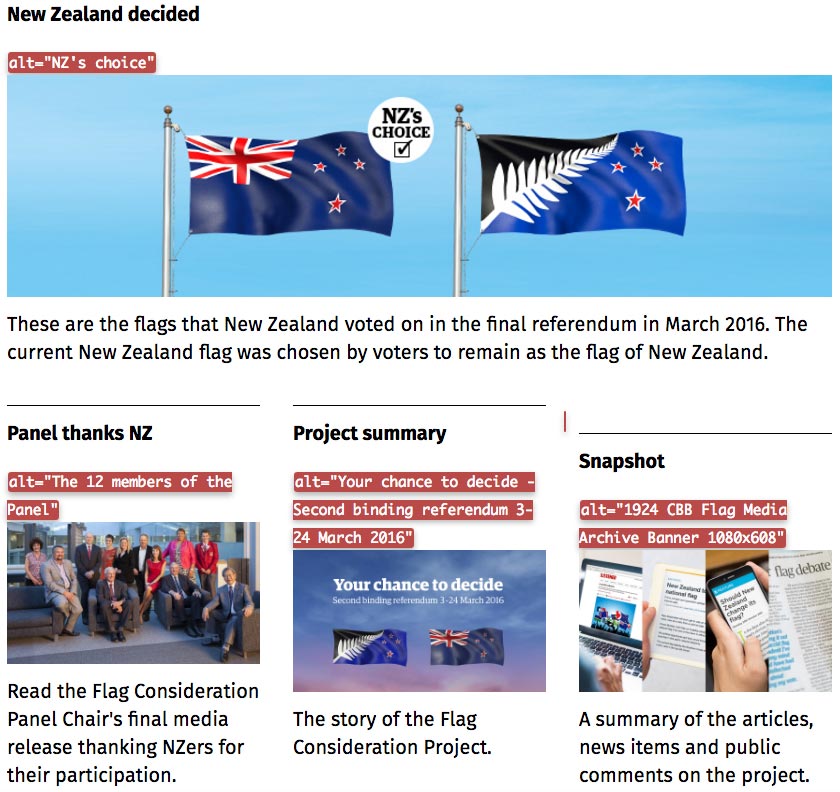 New Zealand decided
alt="NZ's choice"
NZ's
CHOICE
These are the flags that New Zealand voted on in the final referendum in March 2016. The
current New Zealand flag was chosen by voters to remain as the flag of New Zealand.
Panel thanks NZ
alt="The 12 members of the
Panel"
Read the Flag Consideration
Panel Chair's final media
release thanking NZers for
their participation.
Project summary
alt="Your chance to decide –
Second binding referendum 3-
24 March 2016"
Your chance to decide
Second binding referendum 3-24 March 2016
The story of the Flag
Consideration Project.
Snapshot
alt="1924 CBB Flag Media
Archive Banner 1080x608"
New Zealand
national flag
Should New
Zealand
change its
flag?
flag debate
A summary of the articles,
news items and public
comments on the project.